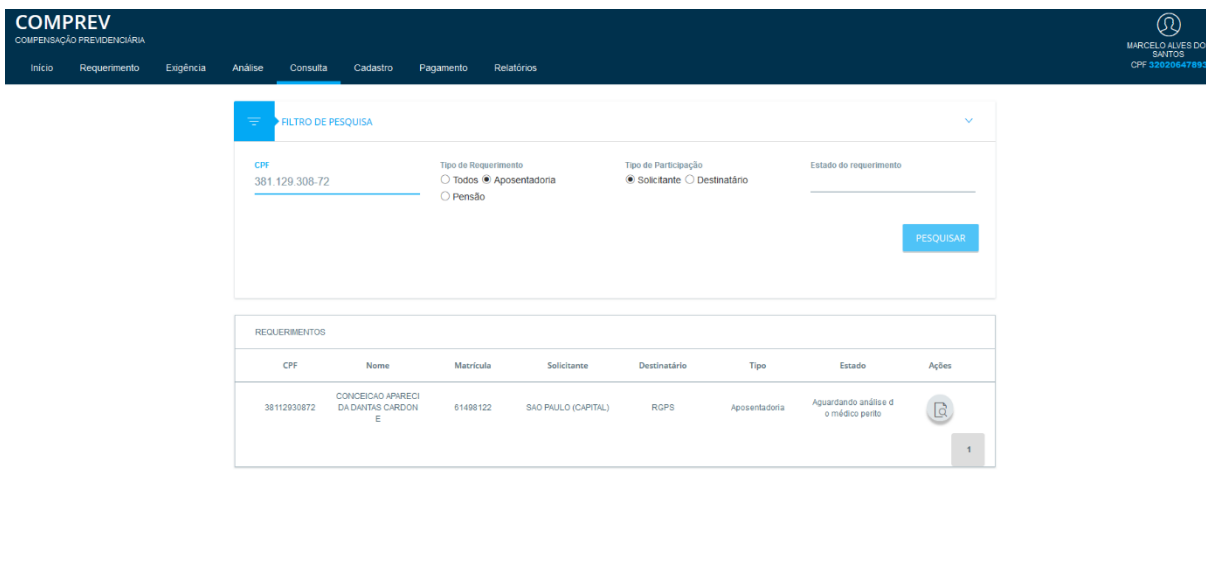 COMPREV
COMPENSAÇÃO PREVIDENCIÁRIA
MARCELO ALVES DO
SANTOS
CPF 32020647893
Início Requerimento Exigência Análise Consulta Cadastro Pagamento Relatórios
FILTRO DE PESQUISA
CPF Tipo de Requerimento Tipo de Participação Estado do requerimento
381.129.308-72 Todos Aposentadoria Solicitante Destinatário
Pensão
PESQUISAR
REQUERIMENTOS
CPF Nome Matrícula Solicitante Destinatário Tipo Estado Ações
CONCEICAO APARECI
DA DANTAS CARDON
E
38112930872 61498122 SAO PAULO (CAPITAL) RGPS Aposentadoria
Aguardando análise d
o médico perito
1